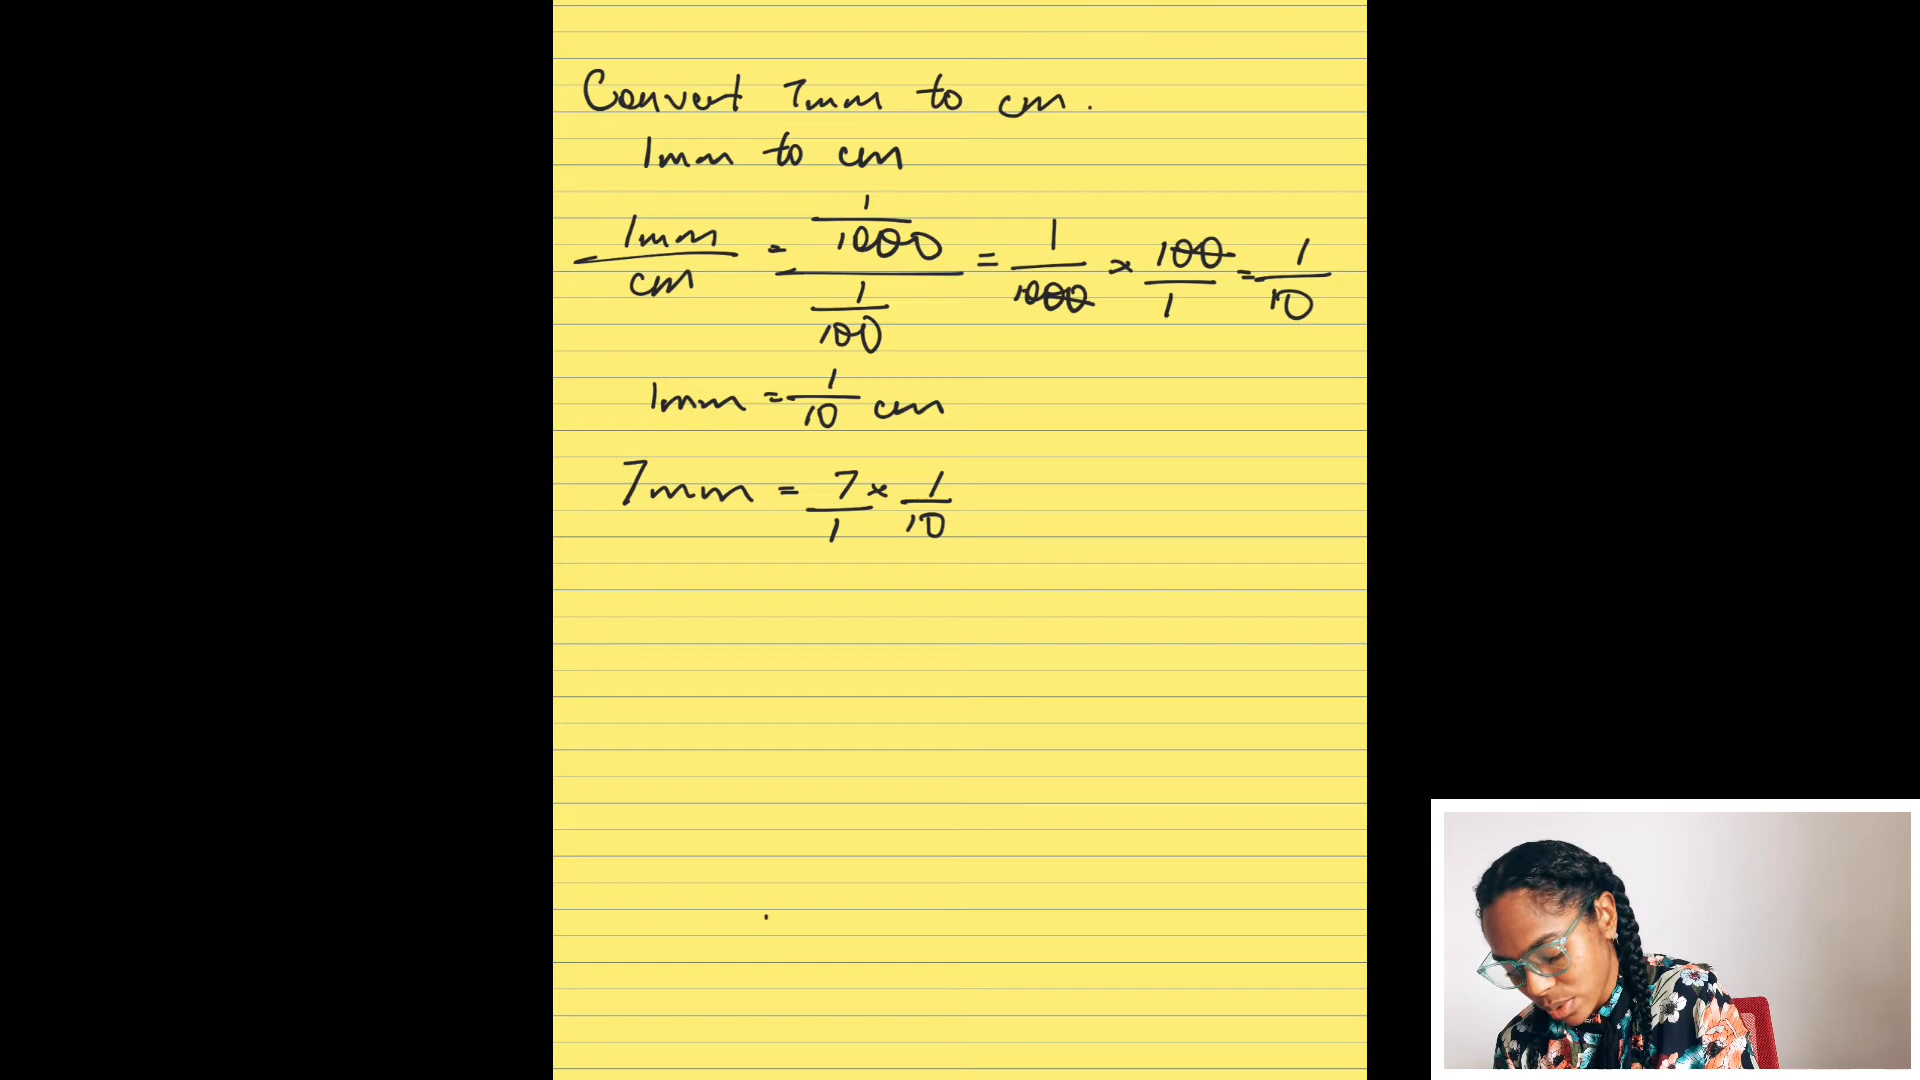 Convert 7mm to cm.
1mm to cm
1mm/cm = (1/1000)/(1/100) = 1/1000 × 100/1 = 1/10
1mm = 1/10 cm
7mm = 7/1 × 1/10